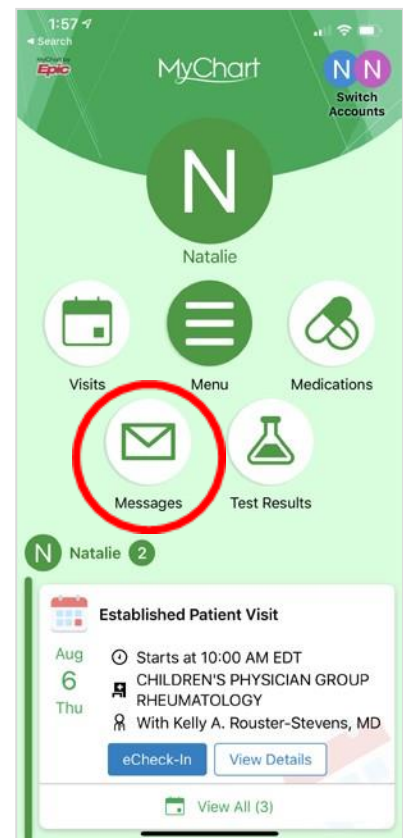 1:57
◂ Search
MyChart by
Epic
MyChart
N N
Switch
Accounts
N
Natalie
Visits
Menu
Medications
Messages
Test Results
N Natalie 2
Established Patient Visit
Aug
6
Thu
Starts at 10:00 AM EDT
CHILDREN'S PHYSICIAN GROUP
RHEUMATOLOGY
With Kelly A. Rouster-Stevens, MD
eCheck-In
View Details
View All (3)